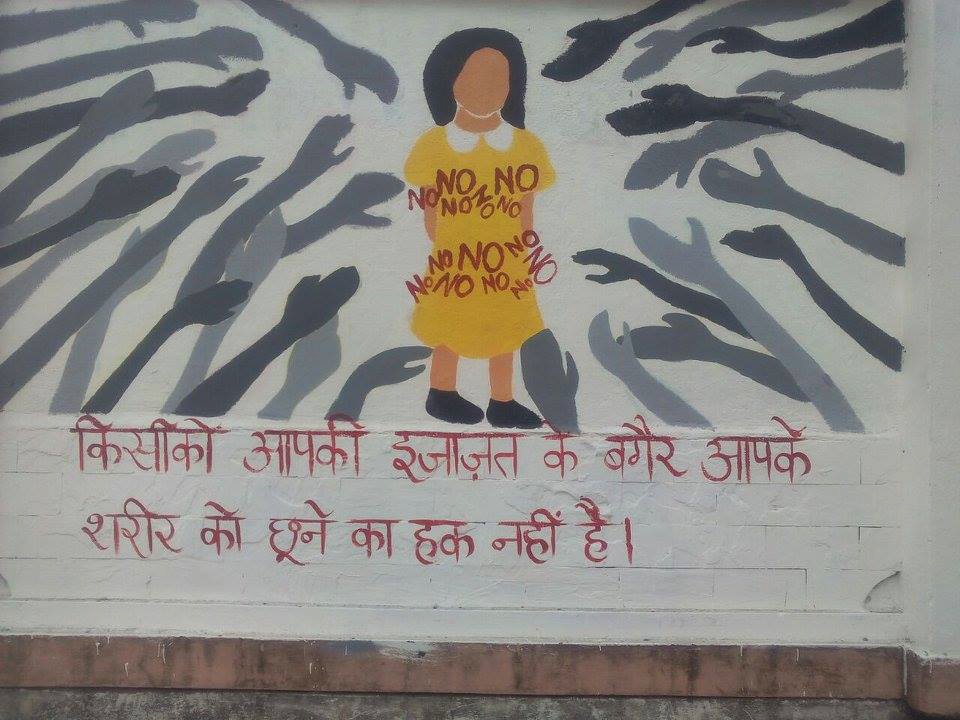 NO NO NO
NO NO NO
NO NO NO NO
NO NO NO NO
किसीको आपकी इजाज़त के बगैर आपके
शरीर को छूने का हक नहीं है।